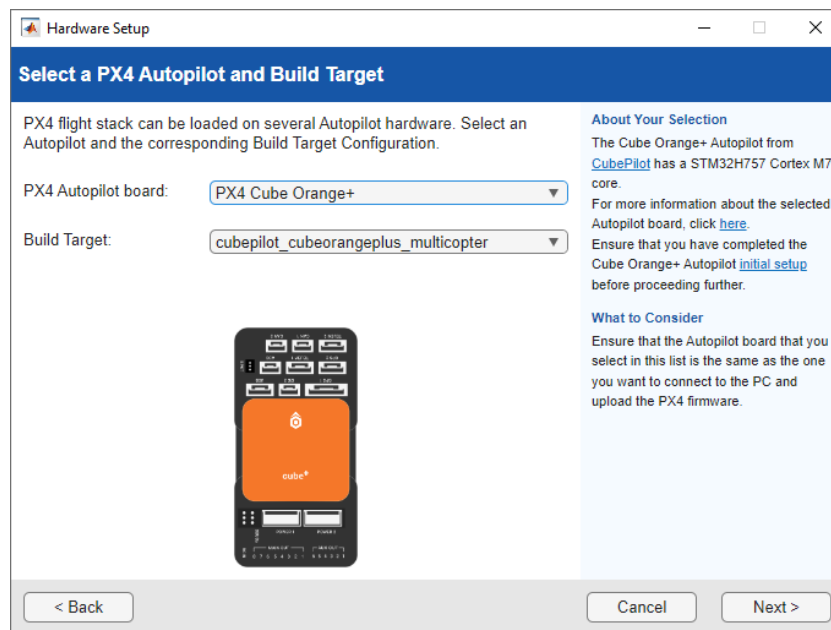 Hardware Setup
Select a PX4 Autopilot and Build Target
PX4 flight stack can be loaded on several Autopilot hardware. Select an
Autopilot and the corresponding Build Target Configuration.
PX4 Autopilot board:
PX4 Cube Orange+
Build Target:
cubepilot_cubeorangeplus_multicopter
cube+
About Your Selection
The Cube Orange+ Autopilot from
CubePilot has a STM32H757 Cortex M7
core.
For more information about the selected
Autopilot board, click here.
Ensure that you have completed the
Cube Orange+ Autopilot initial setup
before proceeding further.
What to Consider
Ensure that the Autopilot board that you
select in this list is the same as the one
you want to connect to the PC and
upload the PX4 firmware.
< Back
Cancel
Next >